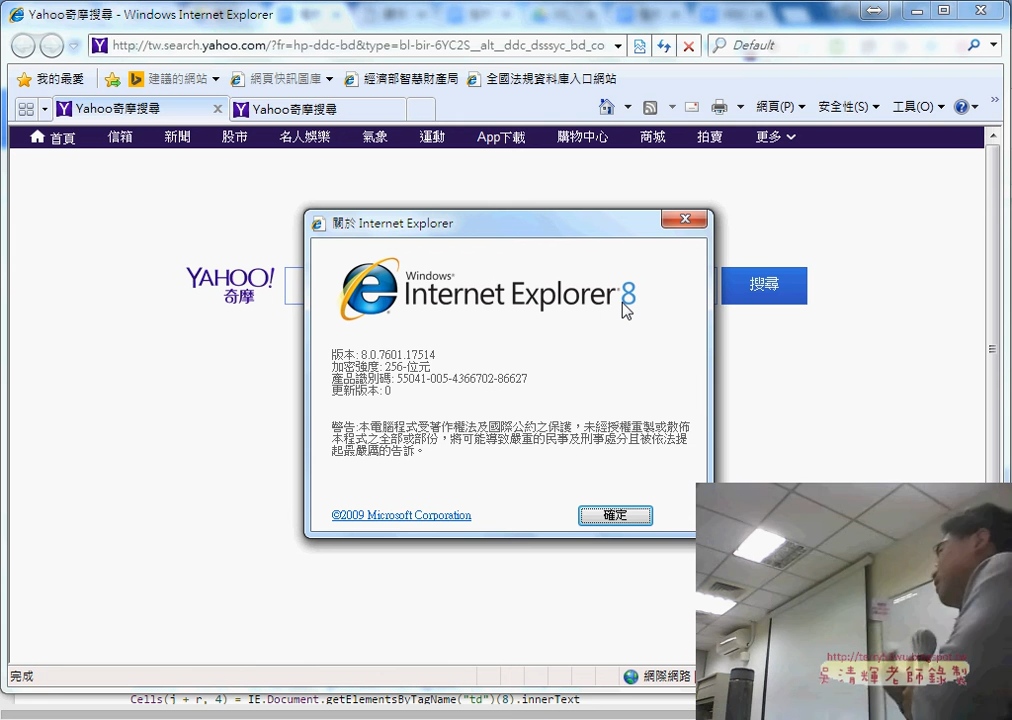 Yahoo奇摩搜尋 - Windows Internet Explorer
http://tw.search.yahoo.com/?fr=hp-ddc-bd&type=bl-bir-6YC2S__alt__ddc_dsssyc_bd_co
Default
我的最愛 建議的網站 網頁快訊圖庫 經濟部智慧財產局 全國法規資料庫入口網站
Yahoo奇摩搜尋 Yahoo奇摩搜尋 網頁(P) 安全性(S) 工具(O)
首頁 信箱 新聞 股市 名人娛樂 氣象 運動 App下載 購物中心 商城 拍賣 更多
關於 Internet Explorer
YAHOO!
奇摩
搜尋
Windows
Internet Explorer 8
版本: 8.0.7601.17514
加密強度: 256-位元
產品識別碼: 55041-005-4366702-86627
更新版本: 0
警告:本電腦程式受著作權法及國際公約之保護，未經授權重製或散佈
本程式之全部或部份，將可能導致嚴重的民事及刑事處分且被依法提
起最嚴厲的告訴。
©2009 Microsoft Corporation
確定
吳清輝老師錄製
完成
網際網路
Cells(j + r, 4) = IE.Document.getElementsByTagName("td")(8).innerText